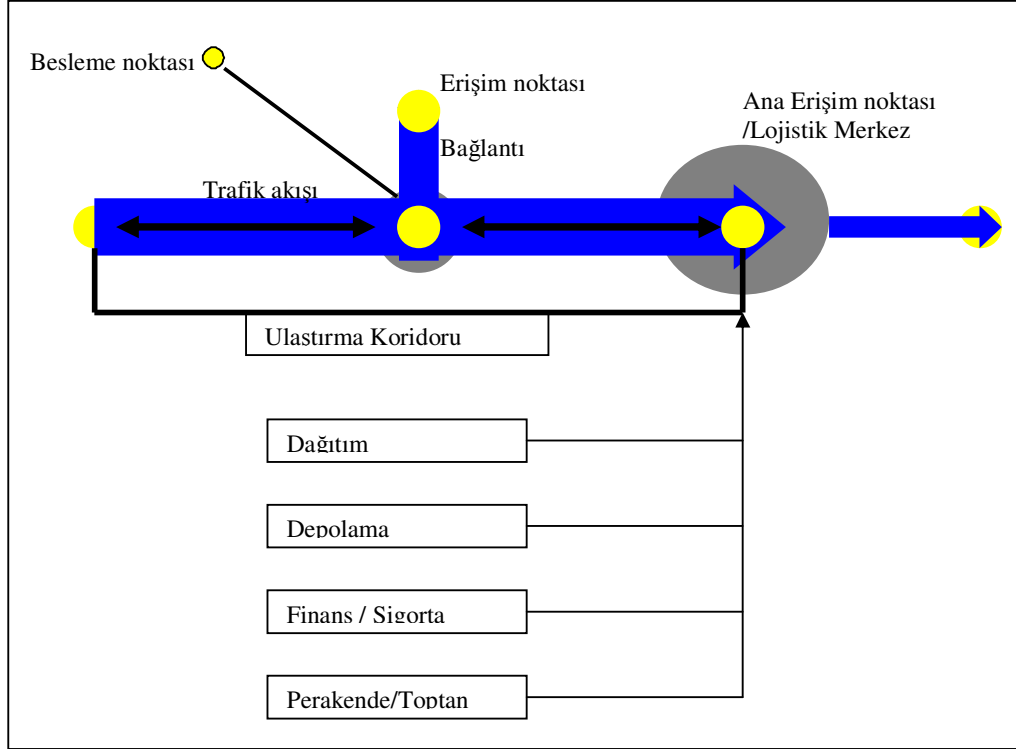 Besleme noktası
Erişim noktası
Ana Erişim noktası
/Lojistik Merkez
Bağlantı
Trafik akışı
Ulaştırma Koridoru
Dağıtım
Depolama
Finans / Sigorta
Perakende/Toptan